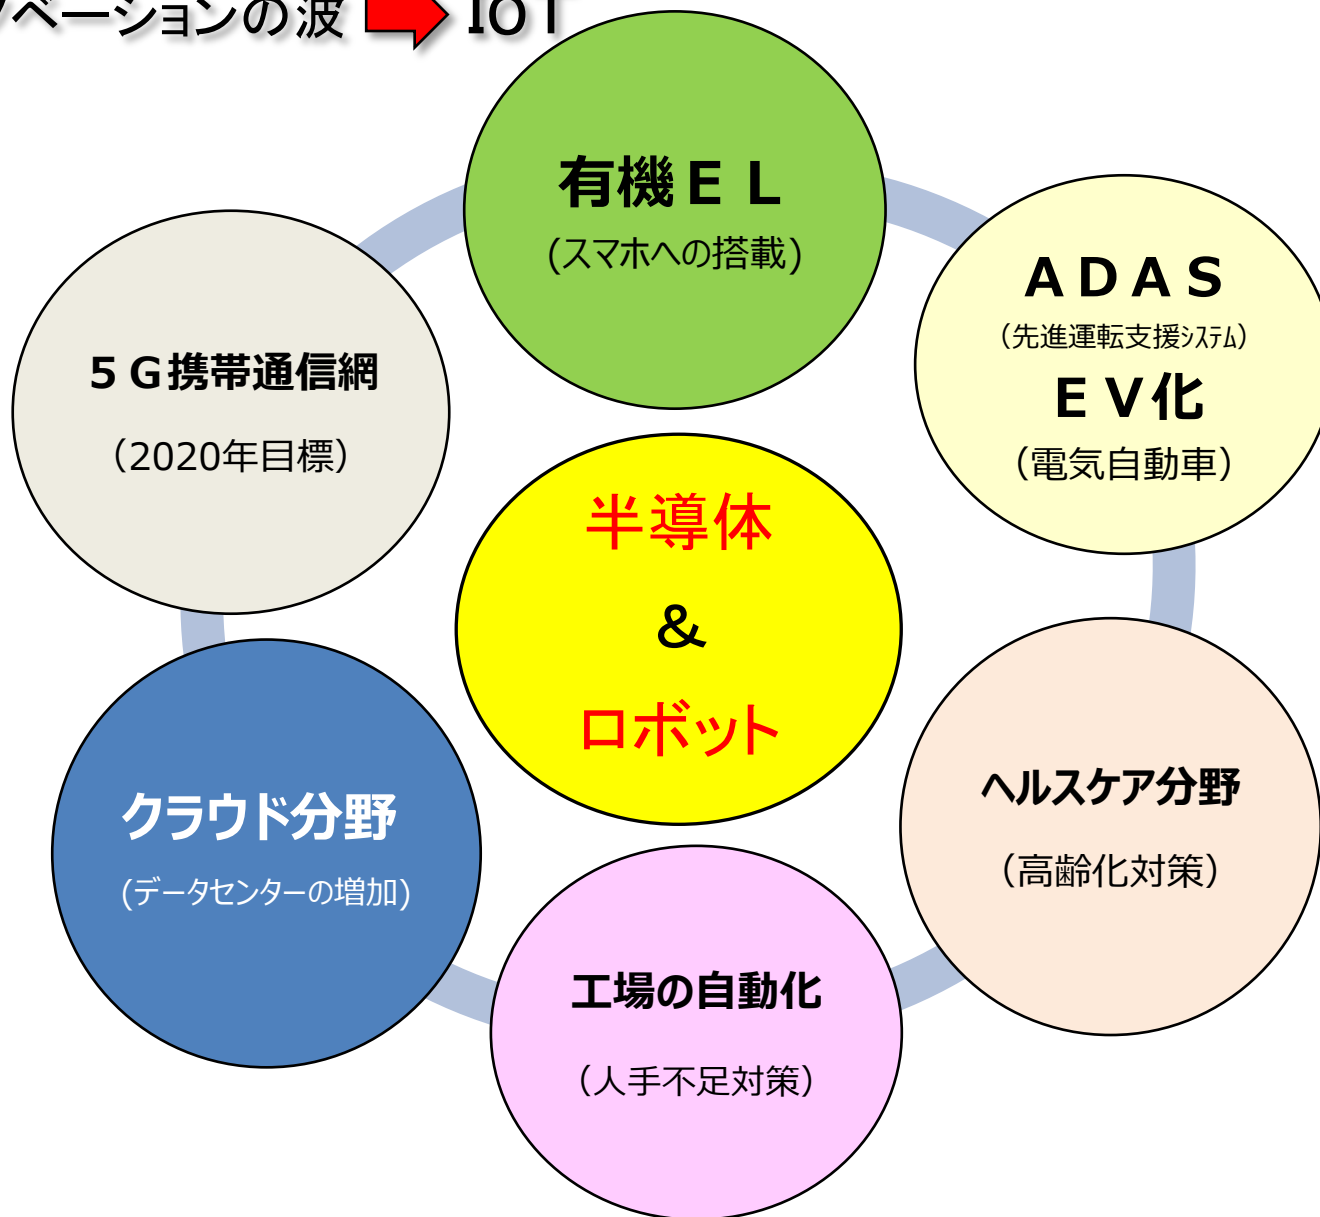 ノベーションの波 IOT
有機ＥＬ
(スマホへの搭載)
ＡＤＡＳ
（先進運転支援ｼｽﾃﾑ）
ＥＶ化
（電気自動車）
５Ｇ携帯通信網
（2020年目標）
半導体
＆
ロボット
ヘルスケア分野
（高齢化対策）
クラウド分野
(データセンターの増加)
工場の自動化
（人手不足対策）